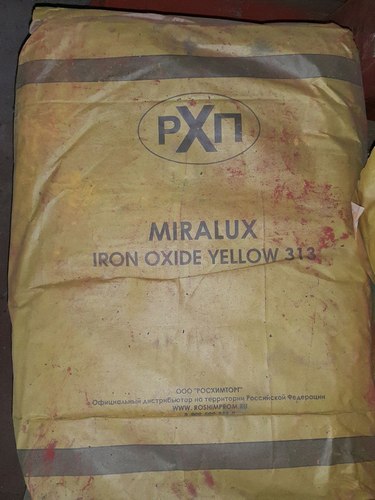 РХП
MIRALUX
IRON OXIDE YELLOW 313
ООО "РОСХИМТОРГ"
Официальный дистрибьютор на территории Российской Федерации
WWW. ROSHIMPROM.RU